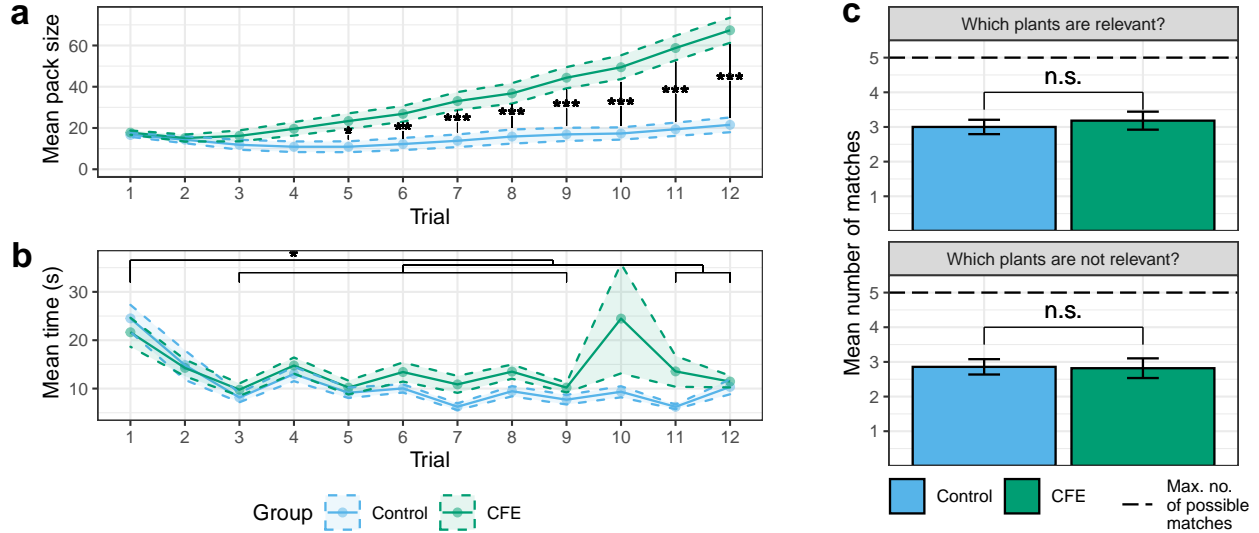 a
Mean pack size
60
40
20
0
* ** *** *** *** *** *** ***
1 2 3 4 5 6 7 8 9 10 11 12
Trial
b
Mean time (s)
30
20
10
*
1 2 3 4 5 6 7 8 9 10 11 12
Trial
Group Control CFE
c
Mean number of matches
Which plants are relevant?
5
4
3
2
1
n.s.
Which plants are not relevant?
5
4
3
2
1
n.s.
Control CFE
Max. no.
of possible
matches